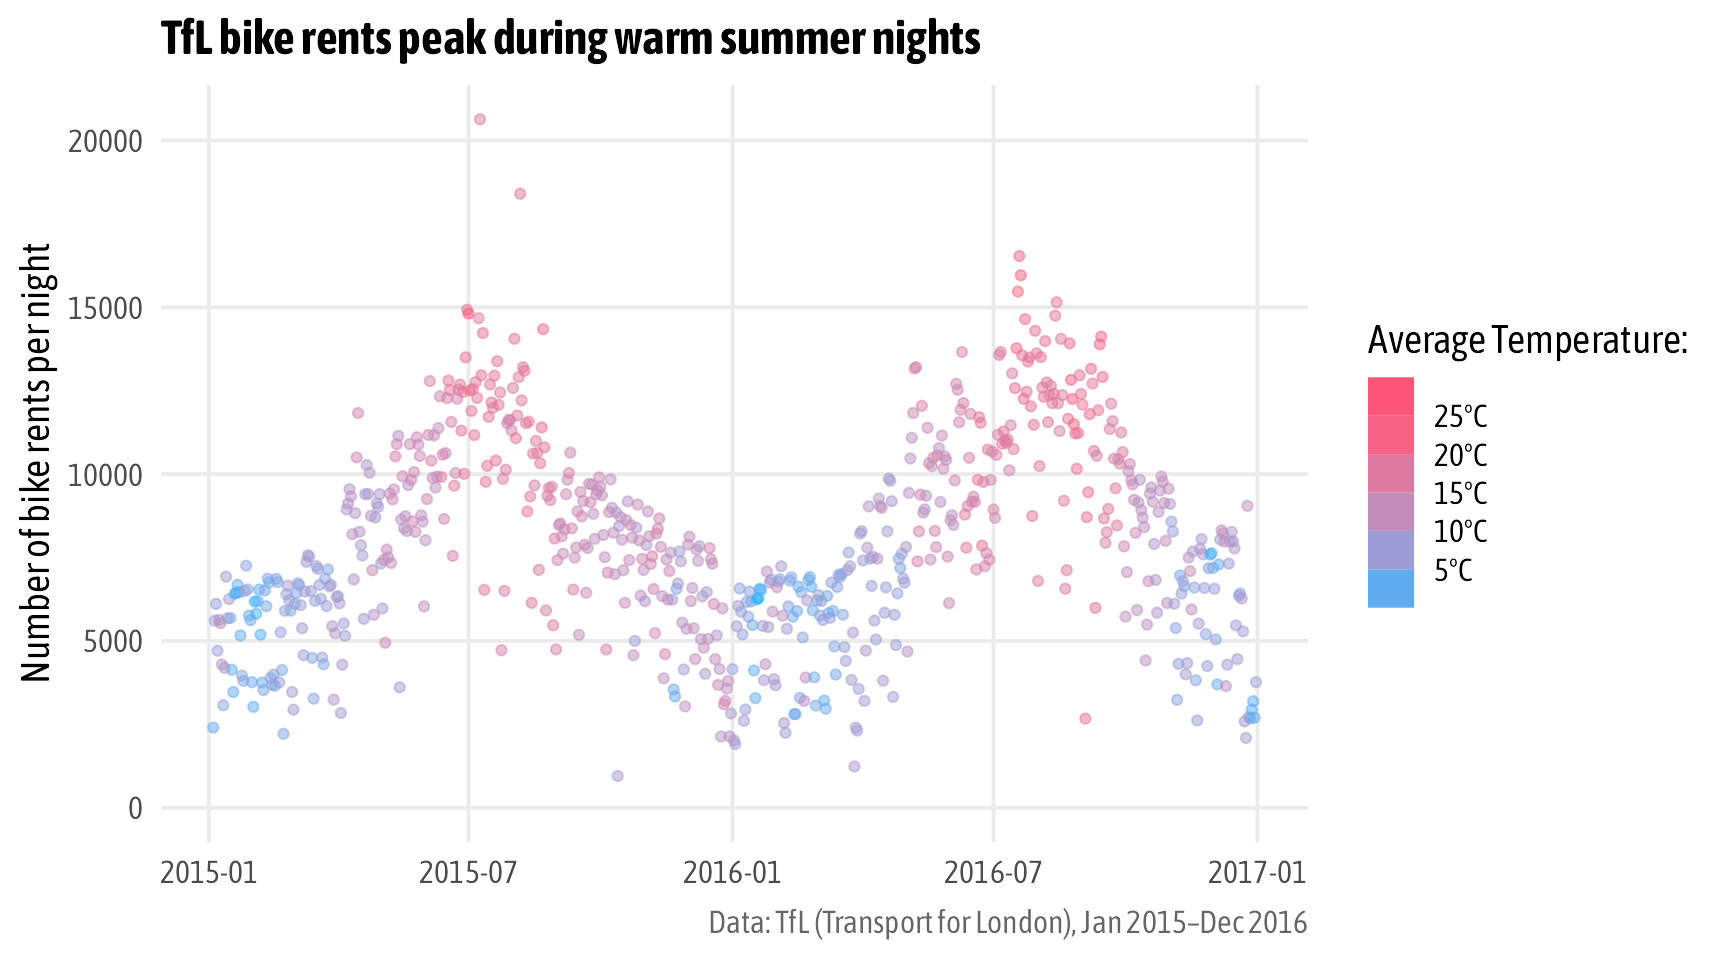 TfL bike rents peak during warm summer nights
Number of bike rents per night
20000
15000
10000
5000
0
2015-01
2015-07
2016-01
2016-07
2017-01
Average Temperature:
25°C
20°C
15°C
10°C
5°C
Data: TfL (Transport for London), Jan 2015–Dec 2016